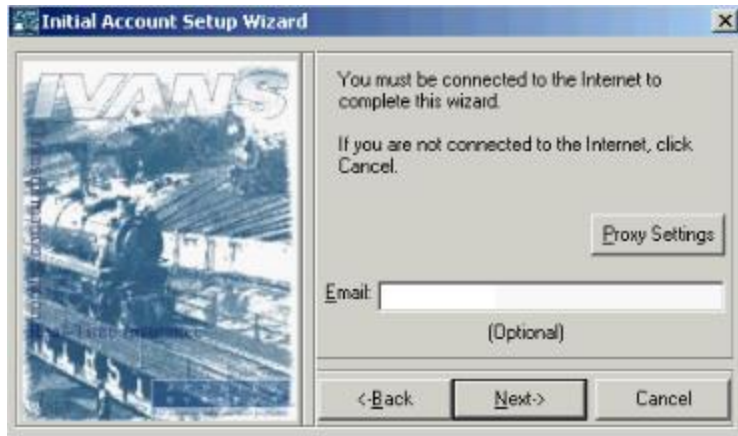 Initial Account Setup Wizard
IVANS
You must be connected to the Internet to
complete this wizard.
If you are not connected to the Internet, click
Cancel.
Proxy Settings
Email:
(Optional)
<-Back
Next->
Cancel